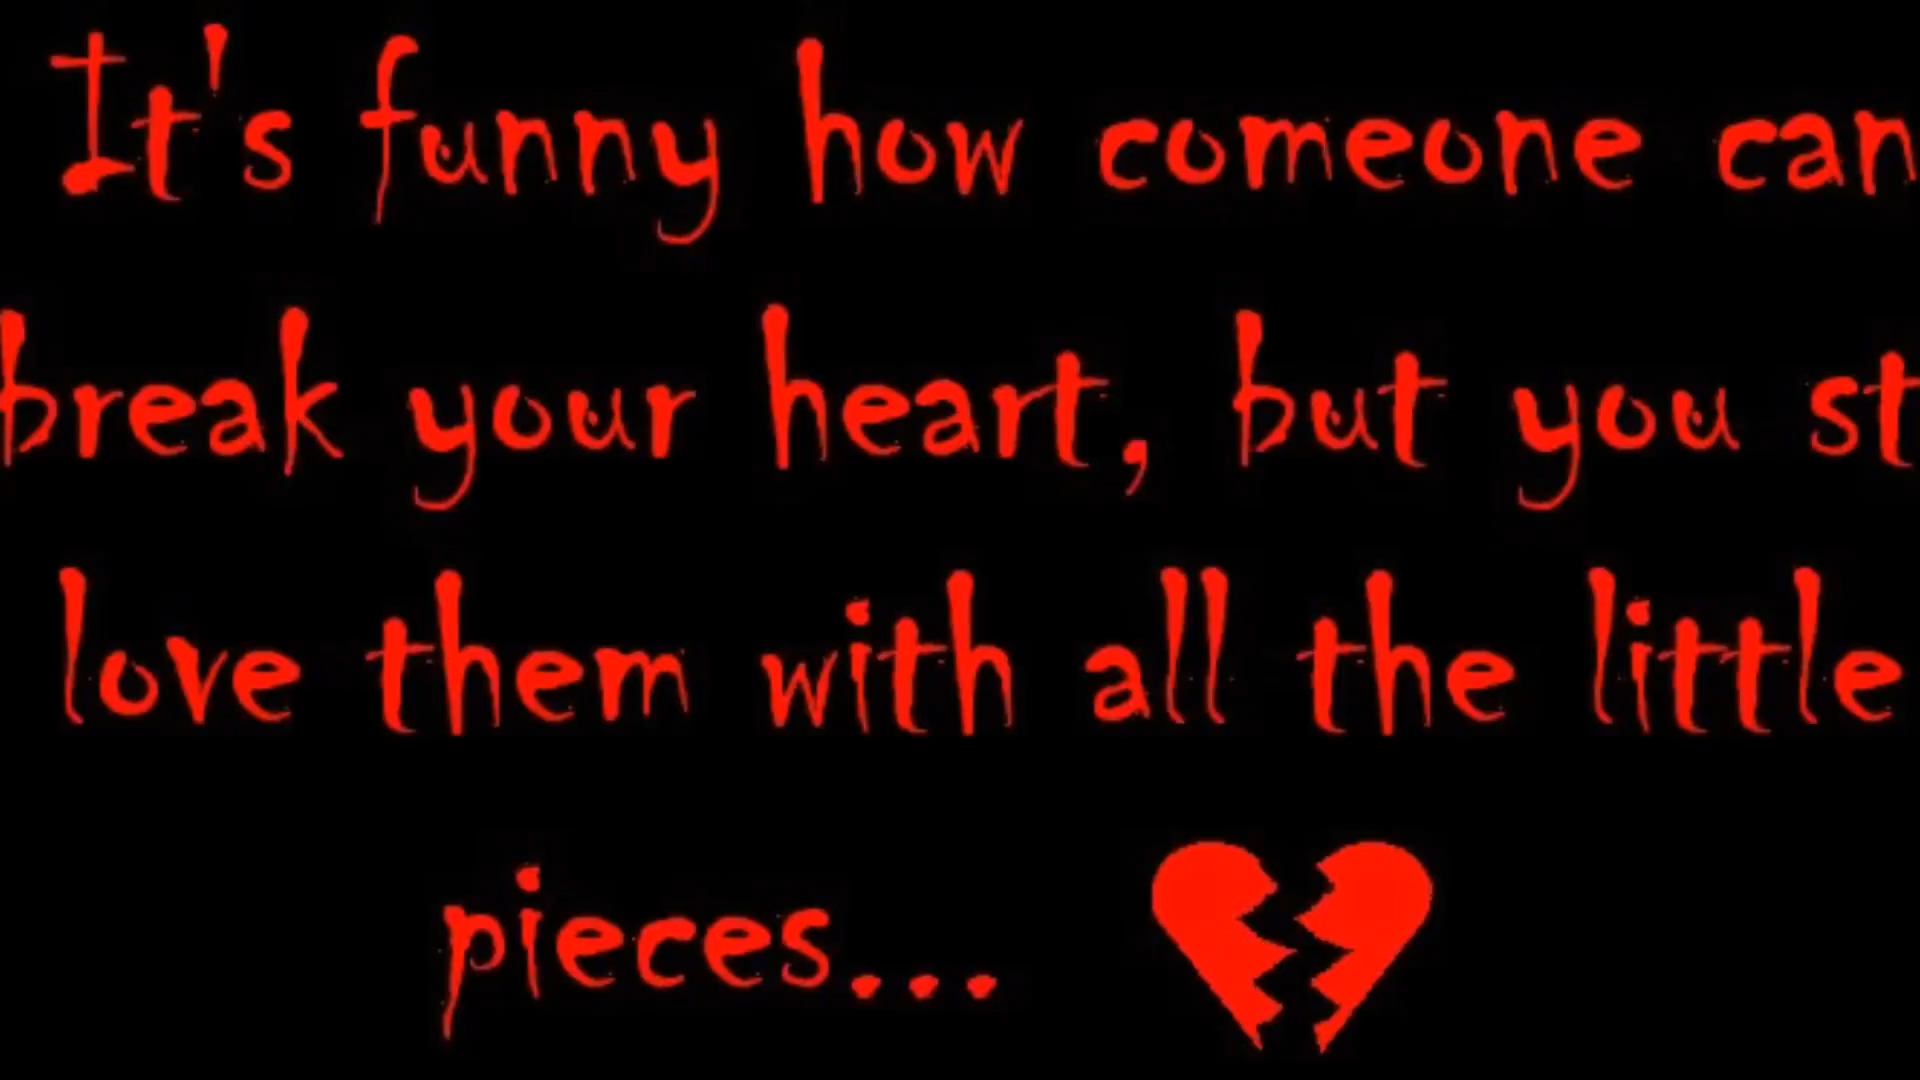 It's funny how comeone can
break your heart, but you st
love them with all the little
pieces...